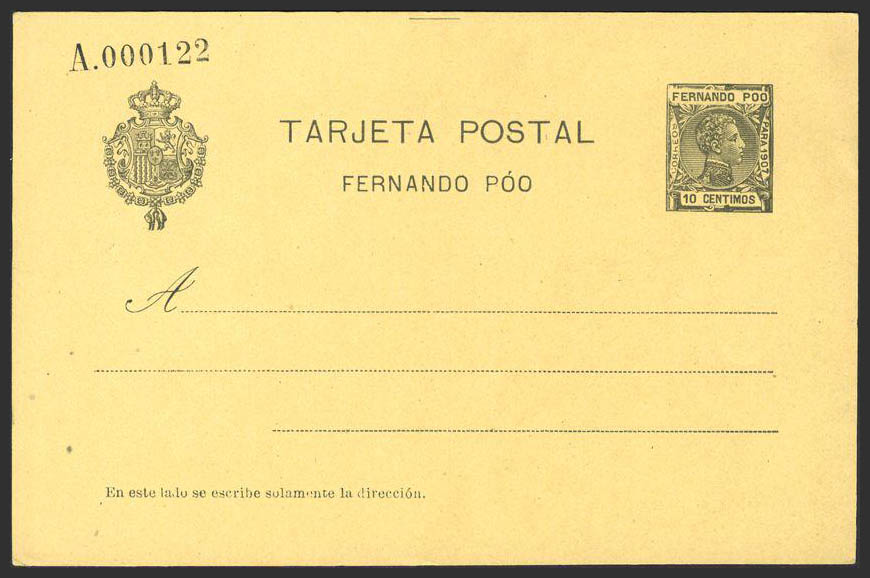 A.000122
TARJETA POSTAL
FERNANDO PÓO
FERNANDO POO
CORREOS
PARA 1907
10 CENTIMOS
A
En este lado se escribe solamente la dirección.